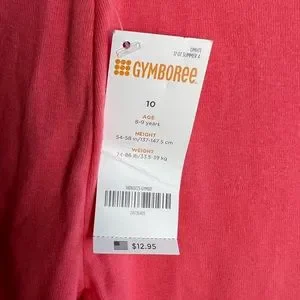 GYMBOREE
10
AGE
8-9 years
HEIGHT
54-58 in/137-147.5 cm
WEIGHT
74-86 lb/33.5-39 kg
$12.95